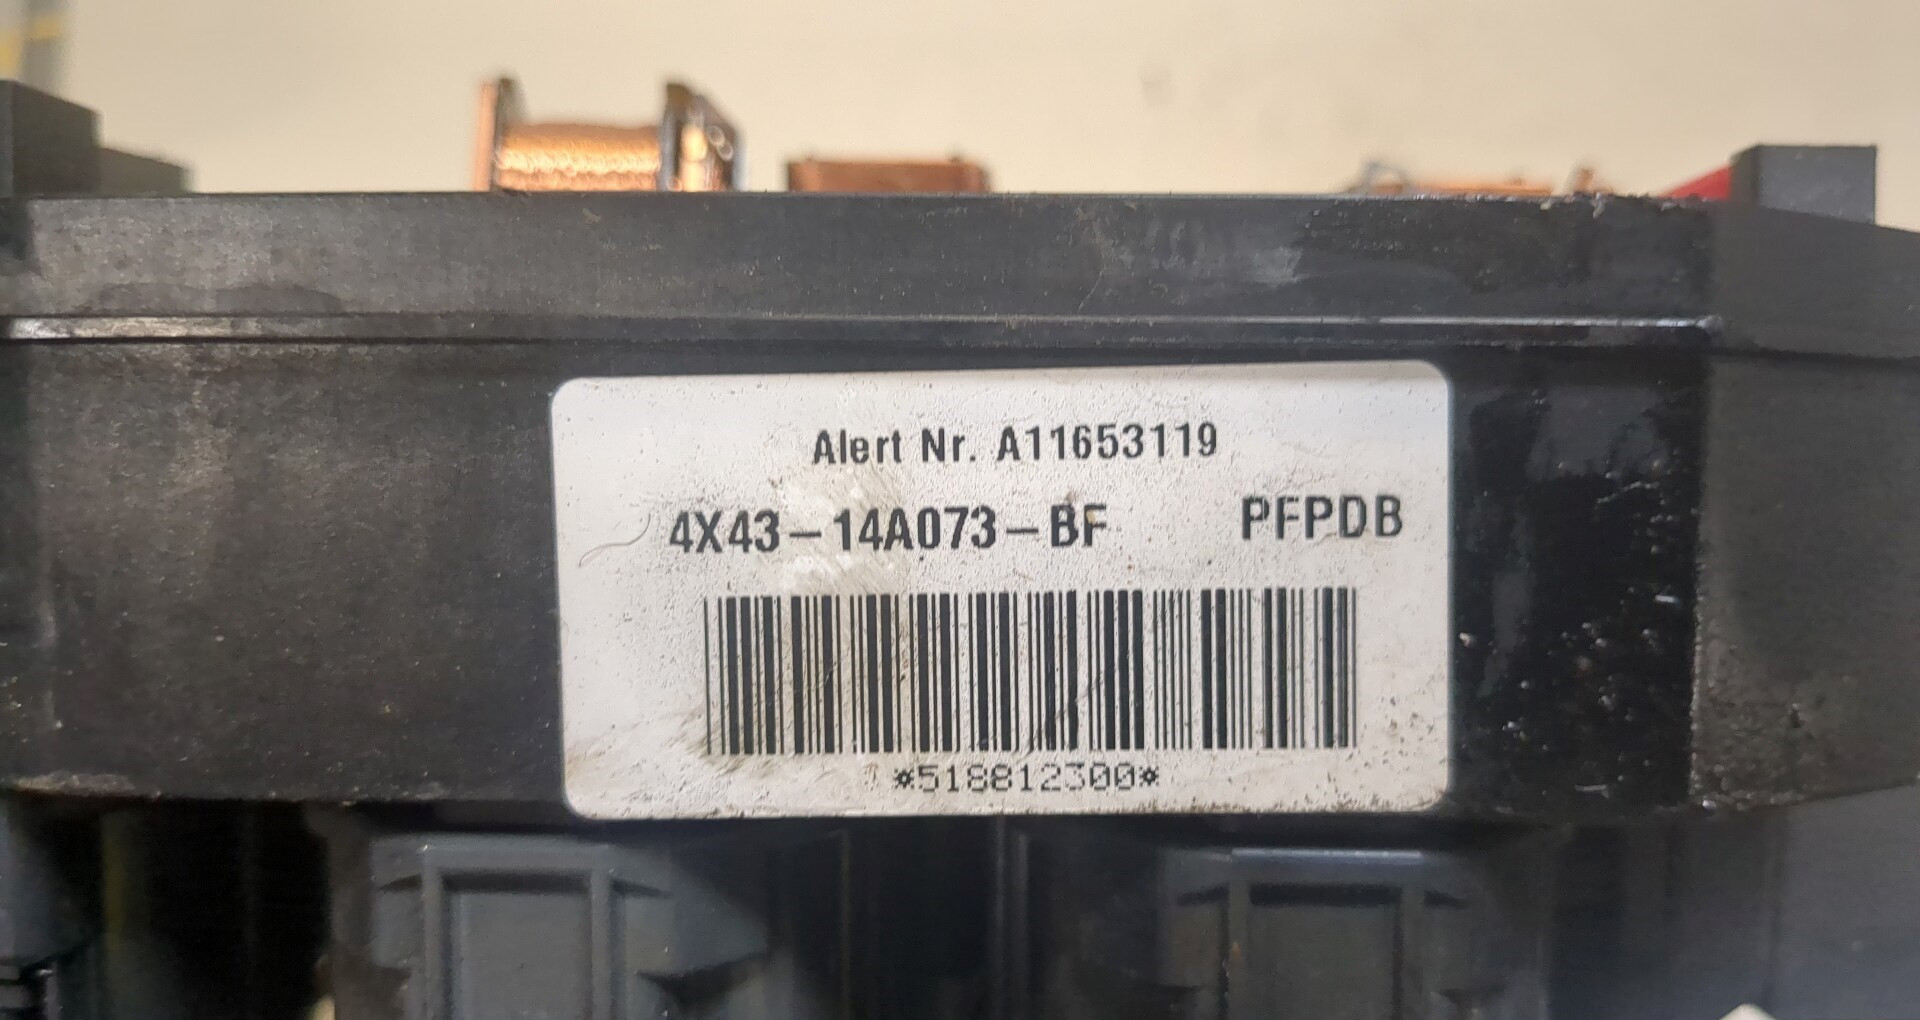 Alert Nr. A11653119
4X43-14A073-BF PFPDB
*518812300*